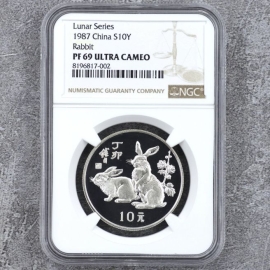 Lunar Series
1987 China S10Y
Rabbit
PF 69 ULTRA CAMEO
8196817-002
NUMISMATIC GUARANTY COMPANY
NGC
丁卯
10元